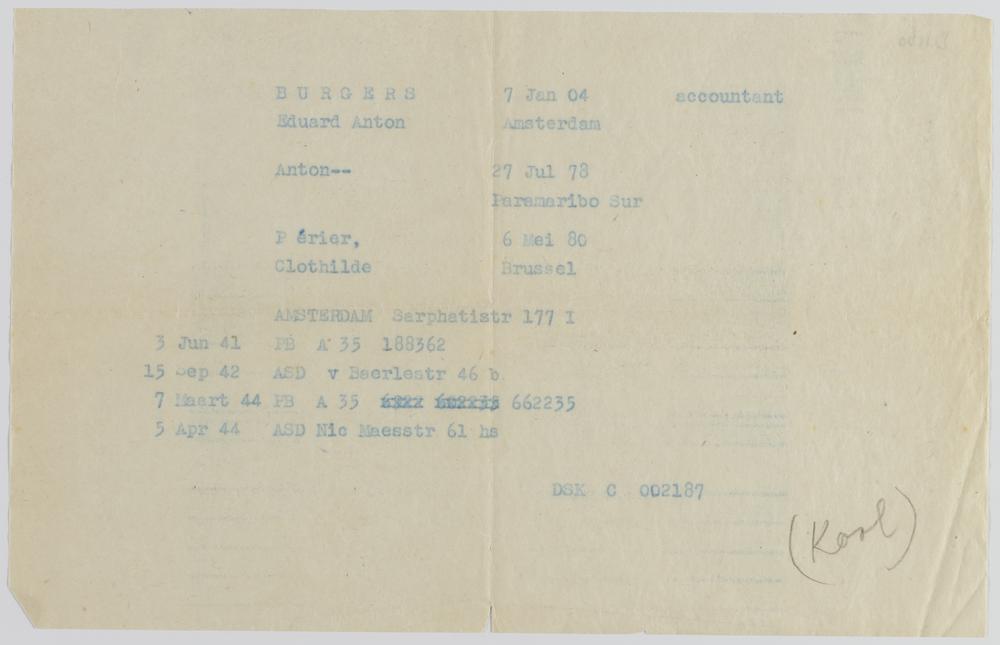 B U R G E R S 7 Jan 04 accountant
Eduard Anton Amsterdam
Anton-- 27 Jul 78
Paramaribo Sur
P érier, 6 Mei 80
Clothilde Brussel
AMSTERDAM Sarphatistr 177 I
3 Jun 41 PB A 35 188362
15 Sep 42 ASD v Baerlestr 46 b
7 Maart 44 PB A 35 662235
5 Apr 44 ASD Nic Maesstr 61 hs
DSK C 002187
(Karl)